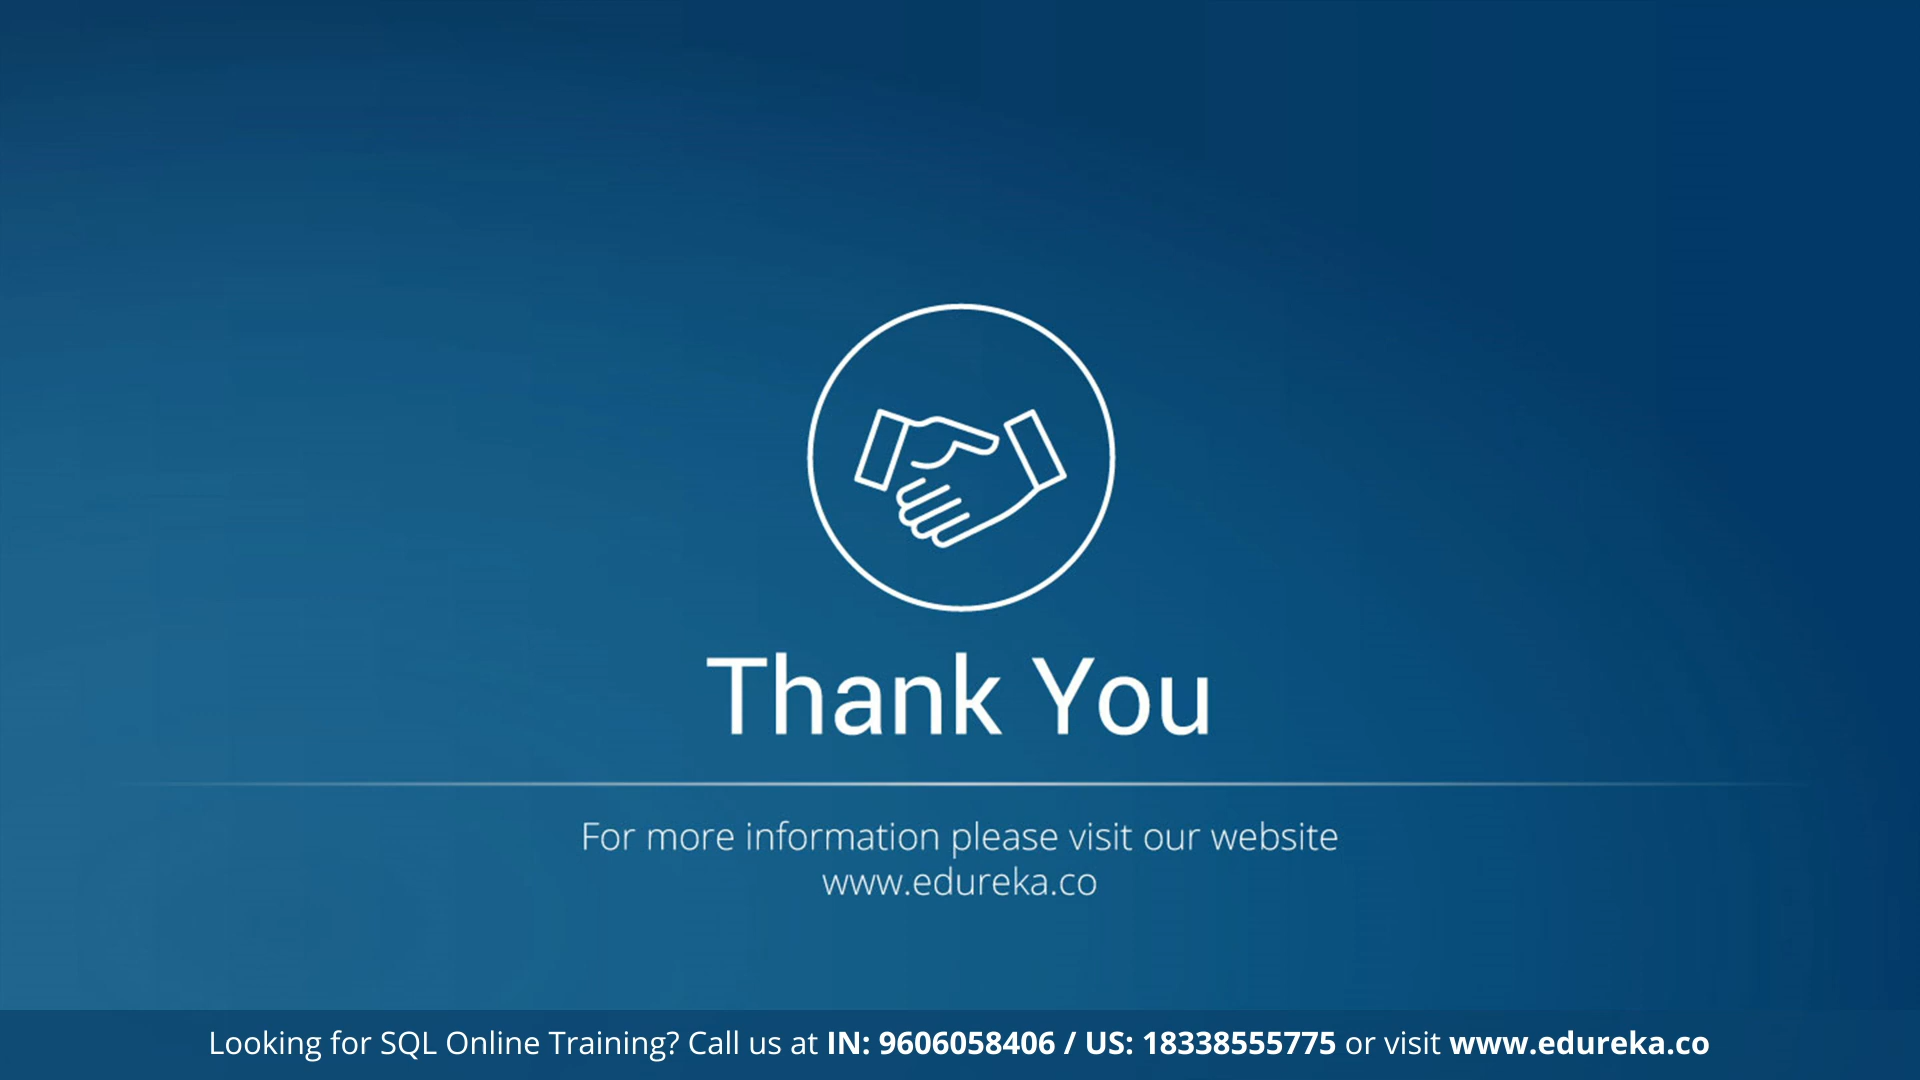 Thank You
For more information please visit our website
www.edureka.co
Looking for SQL Online Training? Call us at IN: 9606058406 / US: 18338555775 or visit www.edureka.co